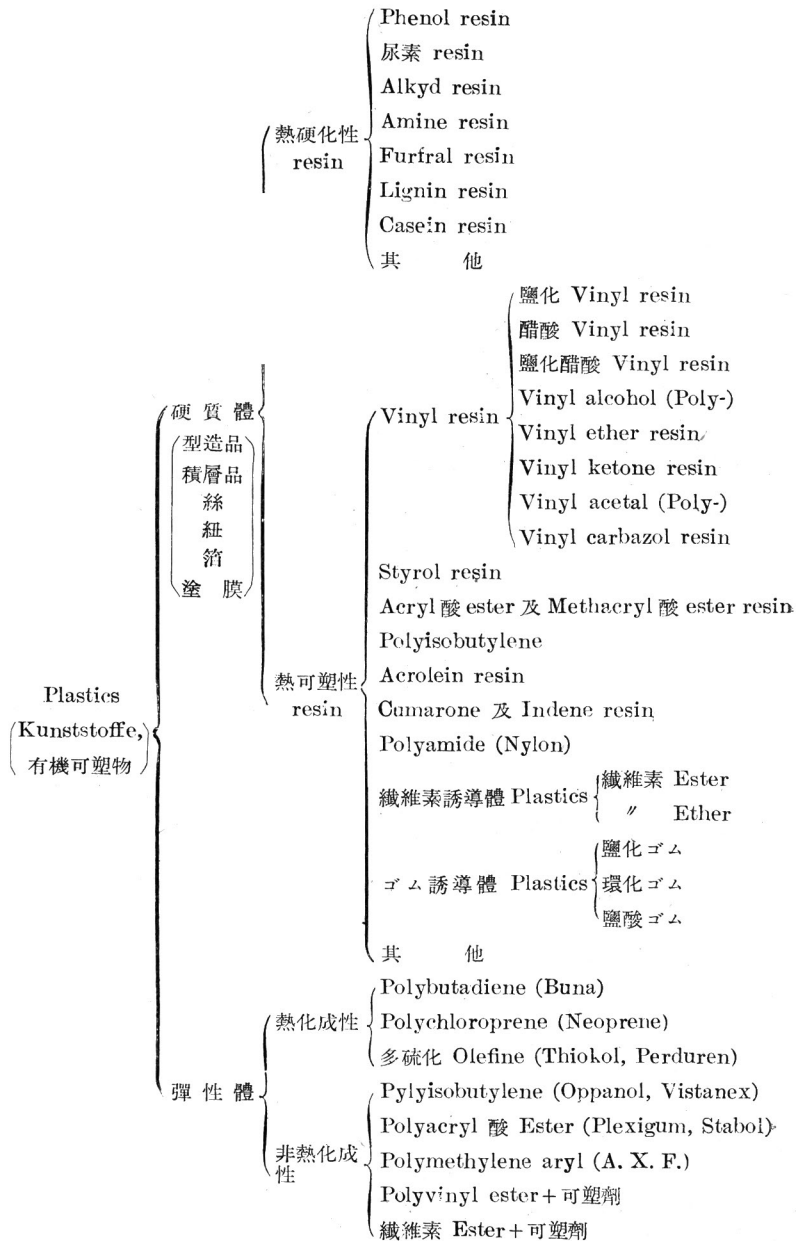 Phenol resin
尿素 resin
Alkyd resin
Amine resin
熱硬化性
resin
Furfral resin
Lignin resin
Casein resin
其 他
鹽化 Vinyl resin
醋酸 Vinyl resin
鹽化醋酸 Vinyl resin
Vinyl alcohol (Poly-)
Vinyl resin
Vinyl ether resin
Vinyl ketone resin
Vinyl acetal (Poly-)
Vinyl carbazol resin
硬質體
(型造品
積層品
絲
紐
箔
塗膜)
Styrol resin
Acryl 酸 ester 及 Methacryl 酸 ester resin
Polyisobutylene
熱可塑性
resin
Acrolein resin
Cumarone 及 Indene resin
Polyamide (Nylon)
Plastics
(Kunststoffe,
有機可塑物)
纖維素誘導體 Plastics
纖維素 Ester
〃 Ether
ゴム誘導體 Plastics
鹽化ゴム
環化ゴム
鹽酸ゴム
其 他
熱化成性
Polybutadiene (Buna)
Polychloroprene (Neoprene)
多硫化 Olefine (Thiokol, Perduren)
彈性體
非熱化成
性
Pylyisobutylene (Oppanol, Vistanex)
Polyacryl 酸 Ester (Plexigum, Stabol)
Polymethylene aryl (A. X. F.)
Polyvinyl ester+可塑劑
纖維素 Ester+可塑劑